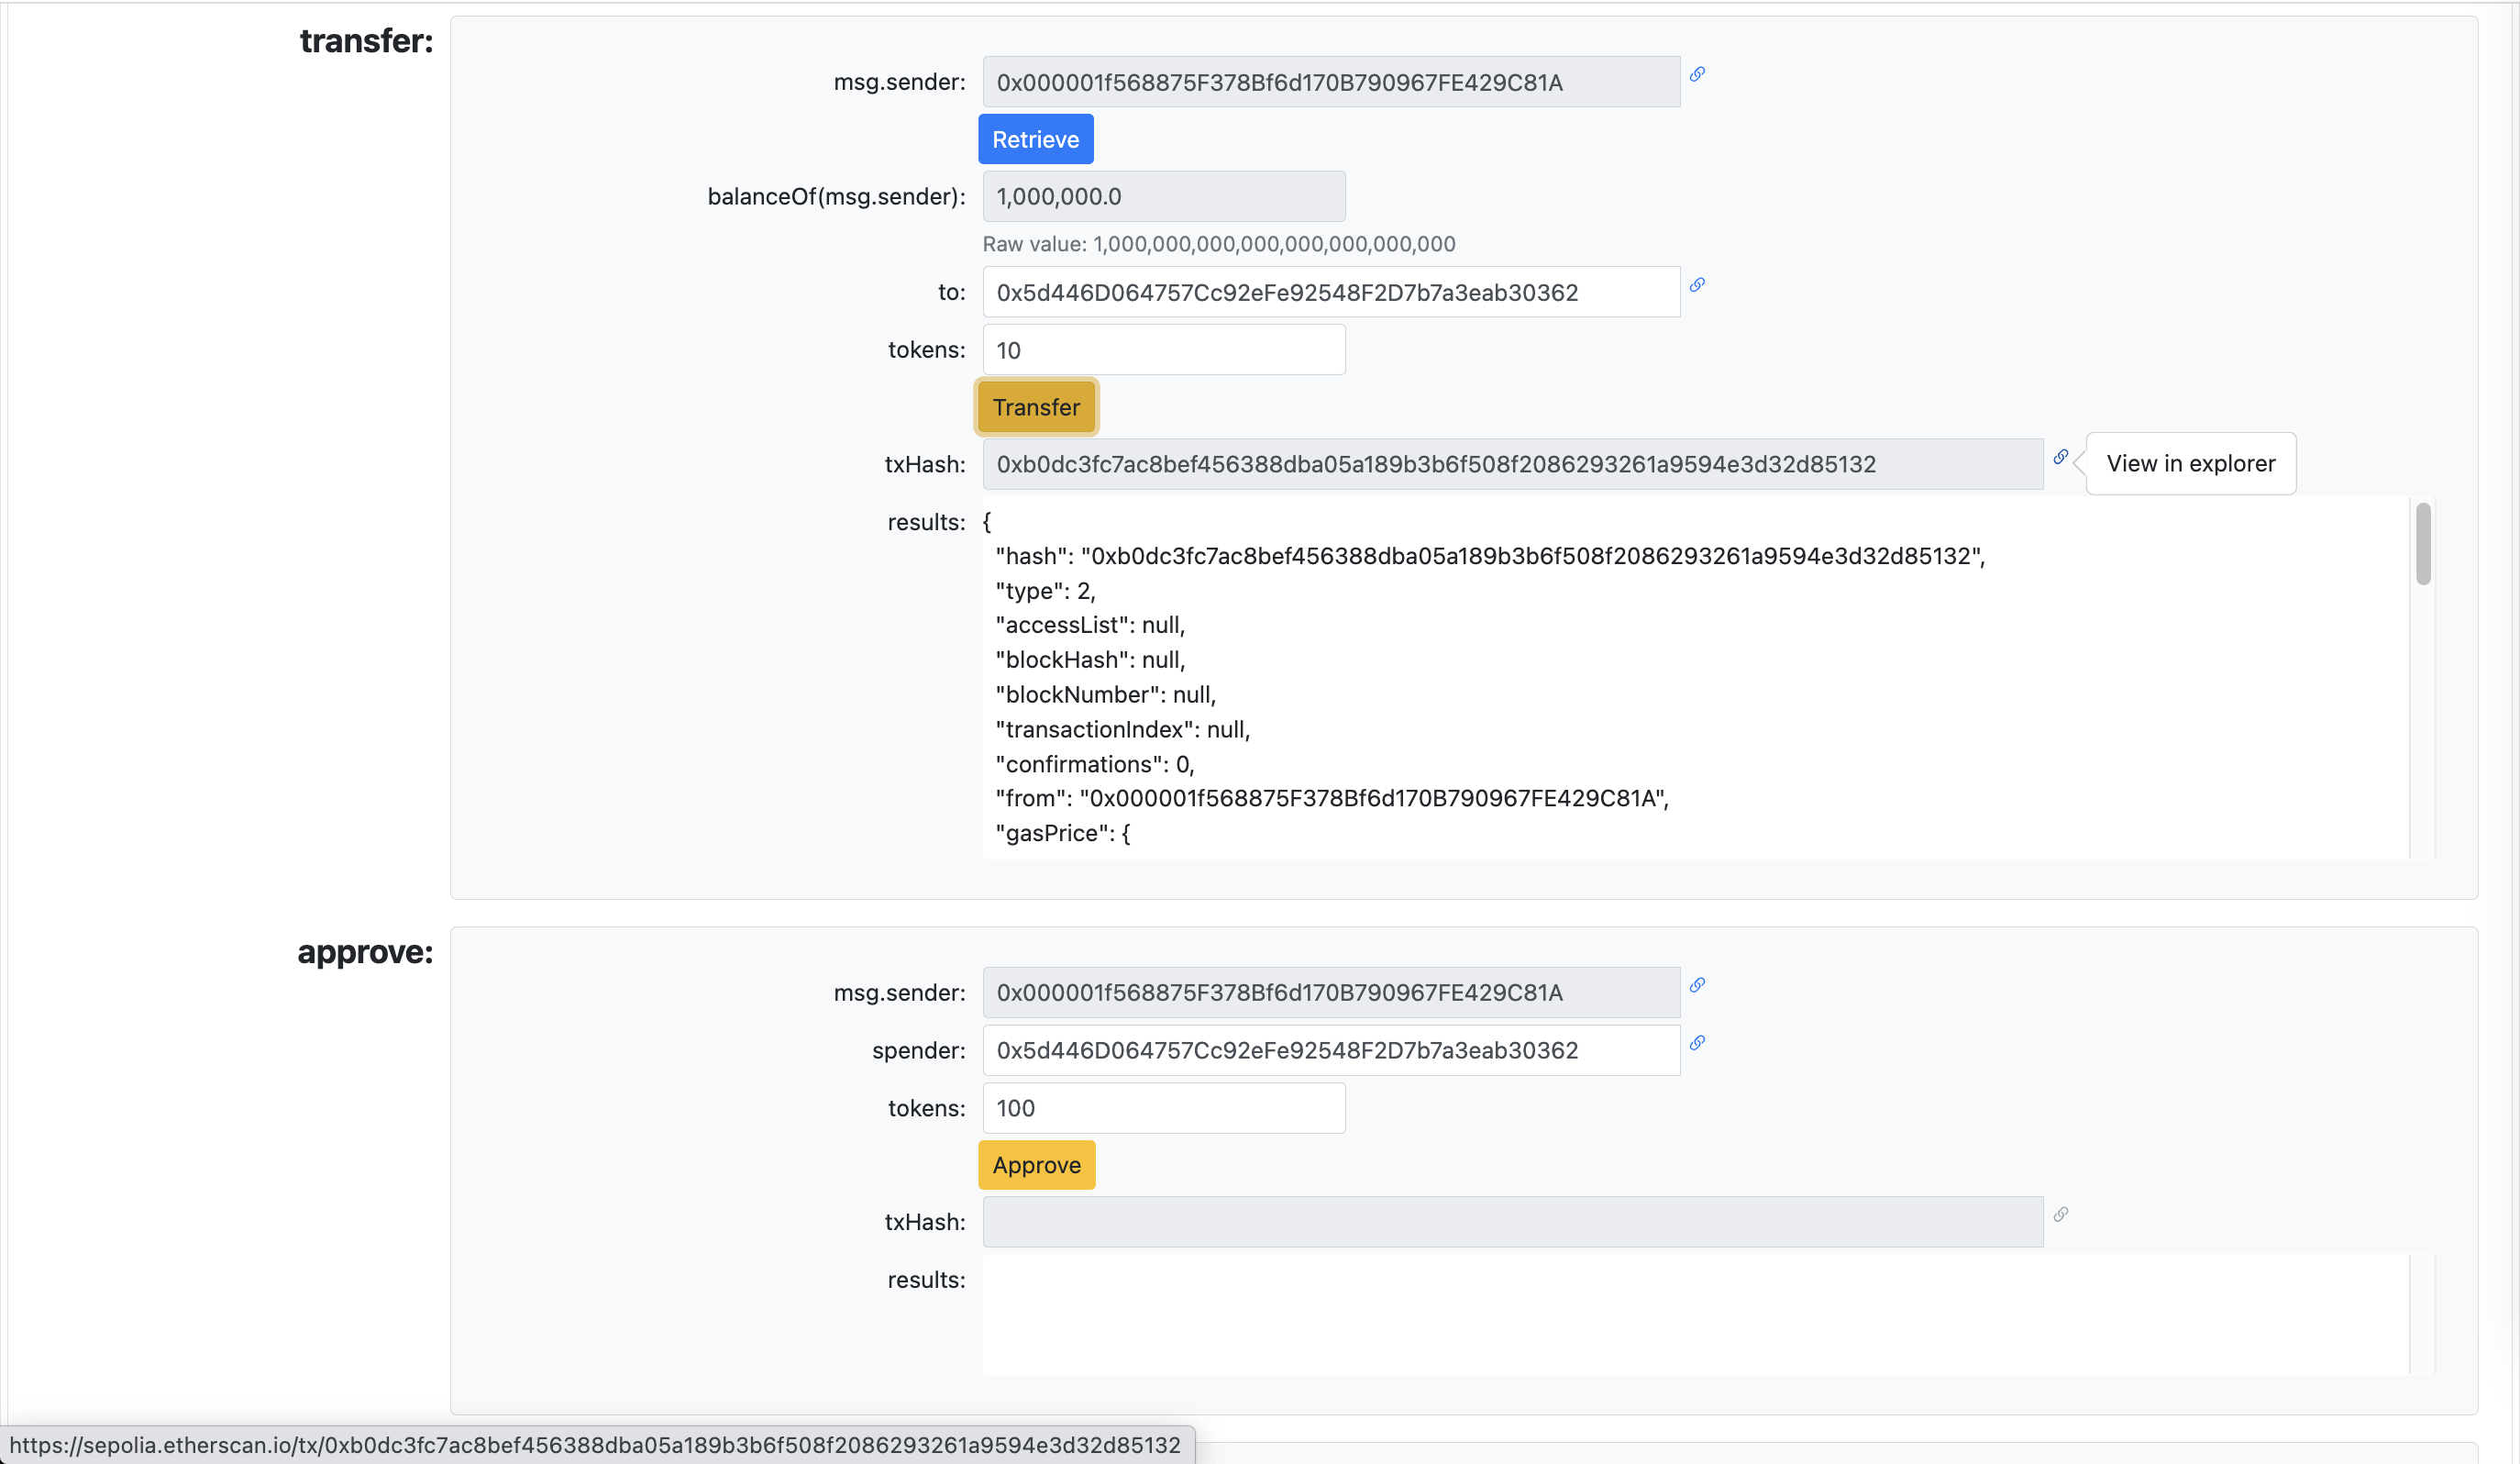 transfer:
msg.sender: 0x000001f568875F378Bf6d170B790967FE429C81A
Retrieve
balanceOf(msg.sender): 1,000,000.0
Raw value: 1,000,000,000,000,000,000,000,000
to: 0x5d446D064757Cc92eFe92548F2D7b7a3eab30362
tokens: 10
Transfer
txHash: 0xb0dc3fc7ac8bef456388dba05a189b3b6f508f2086293261a9594e3d32d85132 View in explorer
results: {
"hash": "0xb0dc3fc7ac8bef456388dba05a189b3b6f508f2086293261a9594e3d32d85132",
"type": 2,
"accessList": null,
"blockHash": null,
"blockNumber": null,
"transactionIndex": null,
"confirmations": 0,
"from": "0x000001f568875F378Bf6d170B790967FE429C81A",
"gasPrice": {
approve:
msg.sender: 0x000001f568875F378Bf6d170B790967FE429C81A
spender: 0x5d446D064757Cc92eFe92548F2D7b7a3eab30362
tokens: 100
Approve
txHash:
results:
https://sepolia.etherscan.io/tx/0xb0dc3fc7ac8bef456388dba05a189b3b6f508f2086293261a9594e3d32d85132